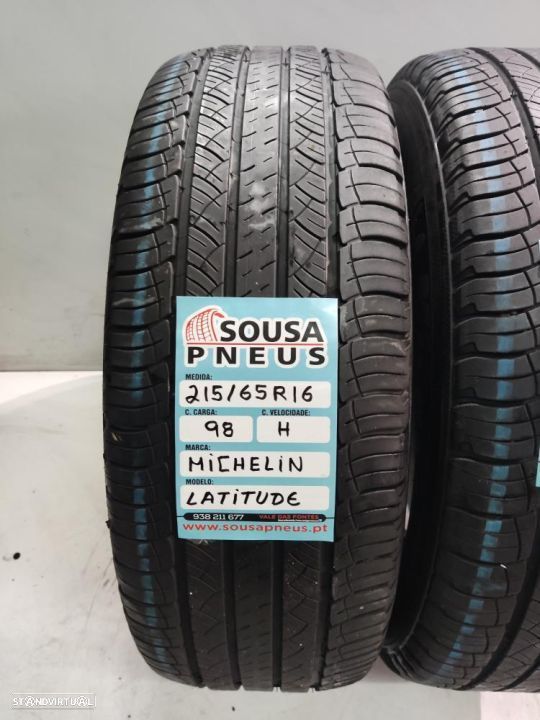 SOUSA
PNEUS
MEDIDA:
215/65R16
C. CARGA: C. VELOCIDADE:
98 H
MARCA:
MiCHELiN
MODELO:
LATiTUDE
938 211 677 VALE DAS FONTES
www.sousapneus.pt
STANDVIRTUAL